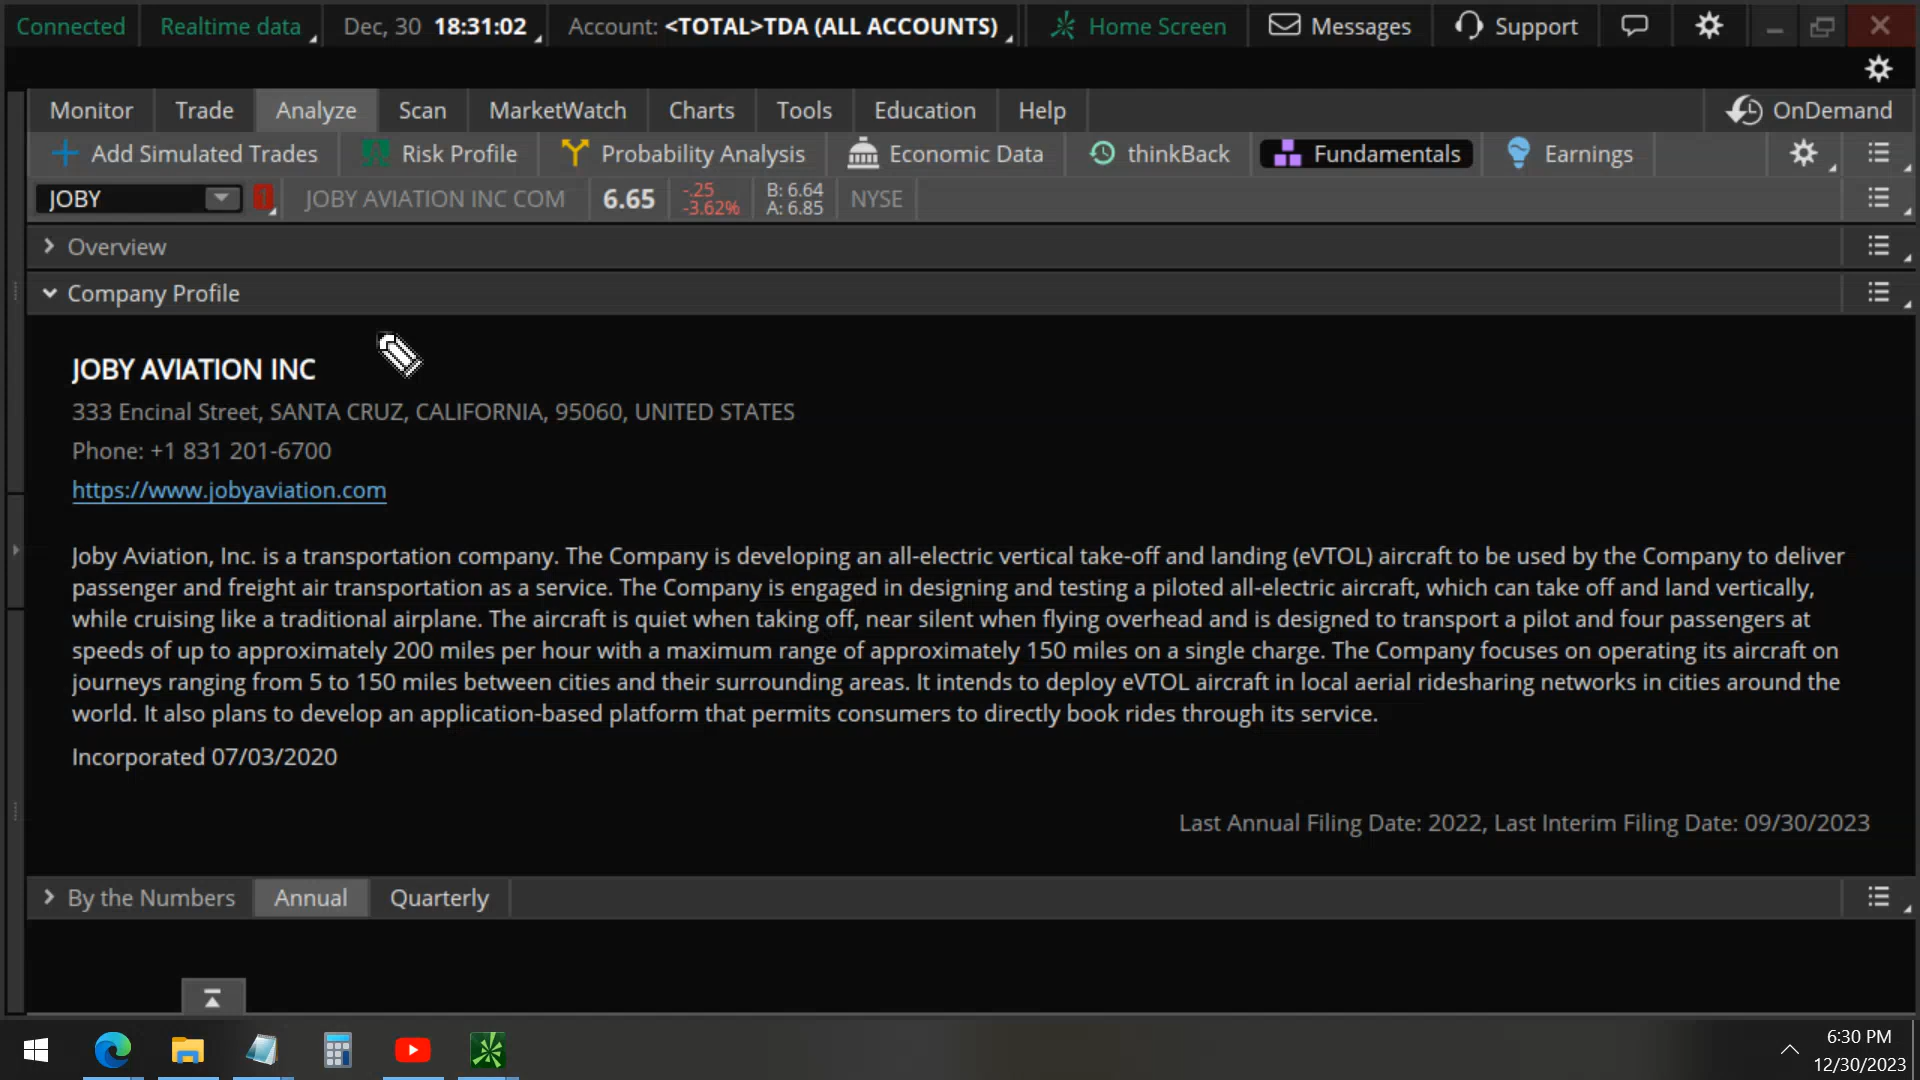 Connected Realtime data Dec, 30 18:31:02 Account: <TOTAL>TDA (ALL ACCOUNTS) Home Screen Messages Support
Monitor Trade Analyze Scan MarketWatch Charts Tools Education Help OnDemand
Add Simulated Trades Risk Profile Probability Analysis Economic Data thinkBack Fundamentals Earnings
JOBY JOBY AVIATION INC COM 6.65 -.25 -3.62% B: 6.64 A: 6.85 NYSE
Overview
Company Profile
JOBY AVIATION INC
333 Encinal Street, SANTA CRUZ, CALIFORNIA, 95060, UNITED STATES
Phone: +1 831 201-6700
https://www.jobyaviation.com
Joby Aviation, Inc. is a transportation company. The Company is developing an all-electric vertical take-off and landing (eVTOL) aircraft to be used by the Company to deliver
passenger and freight air transportation as a service. The Company is engaged in designing and testing a piloted all-electric aircraft, which can take off and land vertically,
while cruising like a traditional airplane. The aircraft is quiet when taking off, near silent when flying overhead and is designed to transport a pilot and four passengers at
speeds of up to approximately 200 miles per hour with a maximum range of approximately 150 miles on a single charge. The Company focuses on operating its aircraft on
journeys ranging from 5 to 150 miles between cities and their surrounding areas. It intends to deploy eVTOL aircraft in local aerial ridesharing networks in cities around the
world. It also plans to develop an application-based platform that permits consumers to directly book rides through its service.
Incorporated 07/03/2020
Last Annual Filing Date: 2022, Last Interim Filing Date: 09/30/2023
By the Numbers Annual Quarterly
6:30 PM
12/30/2023